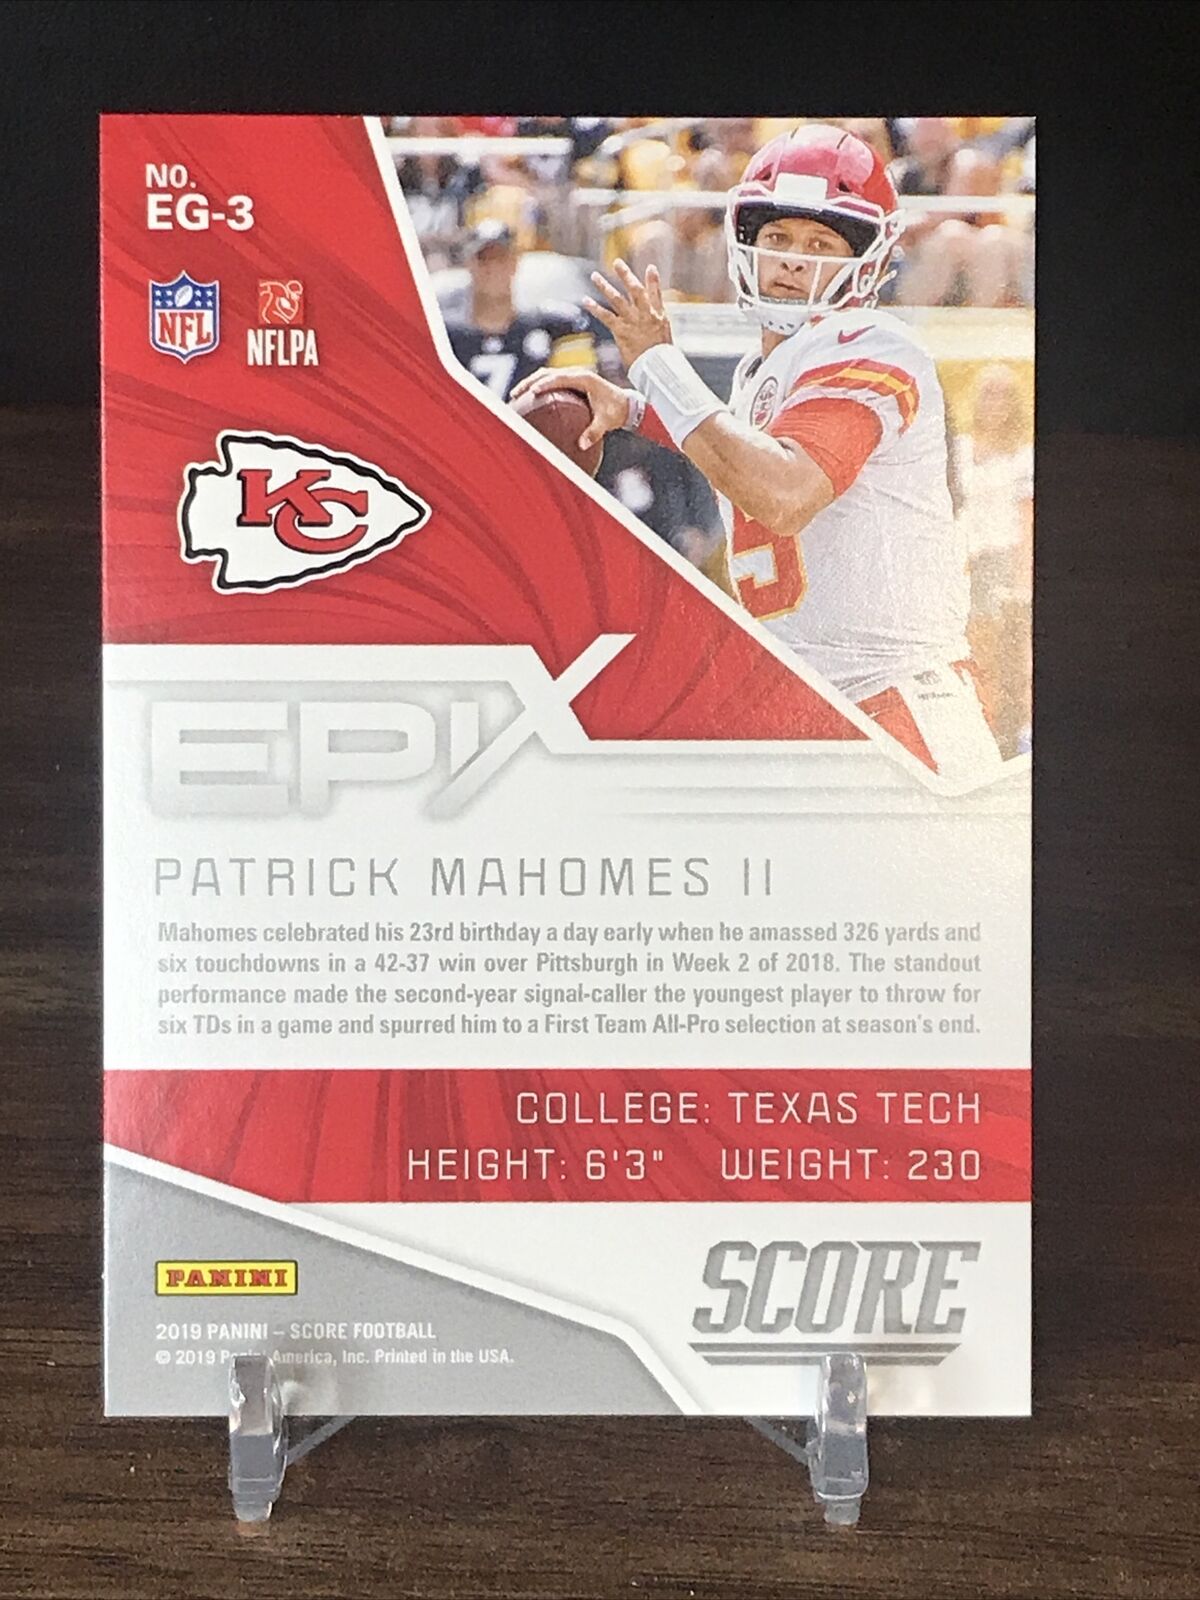 NO.
EG-3
NFL
NFLPA
KC
EPIX
PATRICK MAHOMES II
Mahomes celebrated his 23rd birthday a day early when he amassed 326 yards and
six touchdowns in a 42-37 win over Pittsburgh in Week 2 of 2018. The standout
performance made the second-year signal-caller the youngest player to throw for
six TDs in a game and spurred him to a First Team All-Pro selection at season's end.
COLLEGE: TEXAS TECH
HEIGHT: 6'3" WEIGHT: 230
PANINI
SCORE
2019 PANINI – SCORE FOOTBALL
© 2019 Panini America, Inc. Printed in the USA.